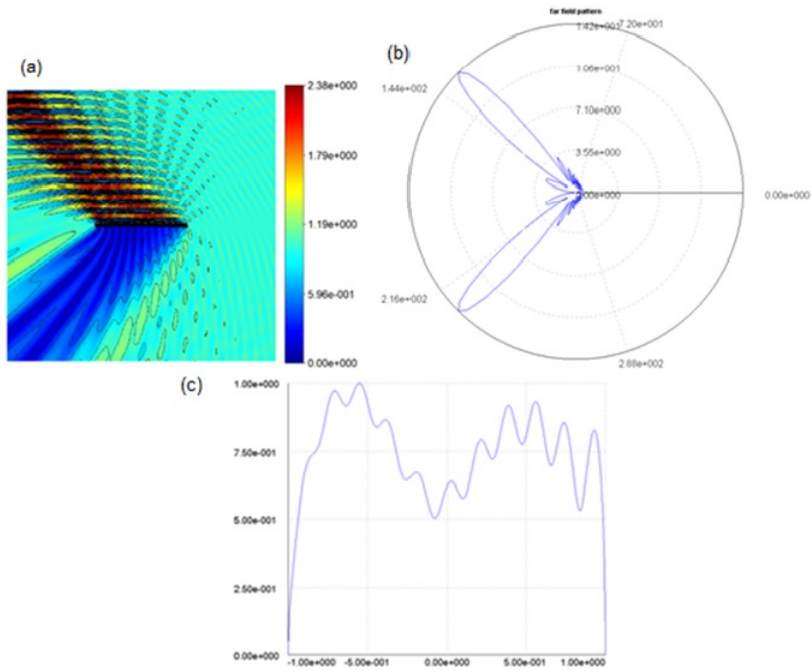 (a)
2.38e+000
1.79e+000
1.19e+000
5.96e-001
0.00e+000
(b)
far field pattern
1.42e+001
7.20e+001
1.06e+001
1.44e+002
7.10e+000
3.55e+000
0.00e+000
0.00e+000
2.16e+002
2.88e+002
(c)
1.00e+000
7.50e-001
5.00e-001
2.50e-001
0.00e+000
-1.00e+000
-5.00e-001
0.00e+000
5.00e-001
1.00e+000